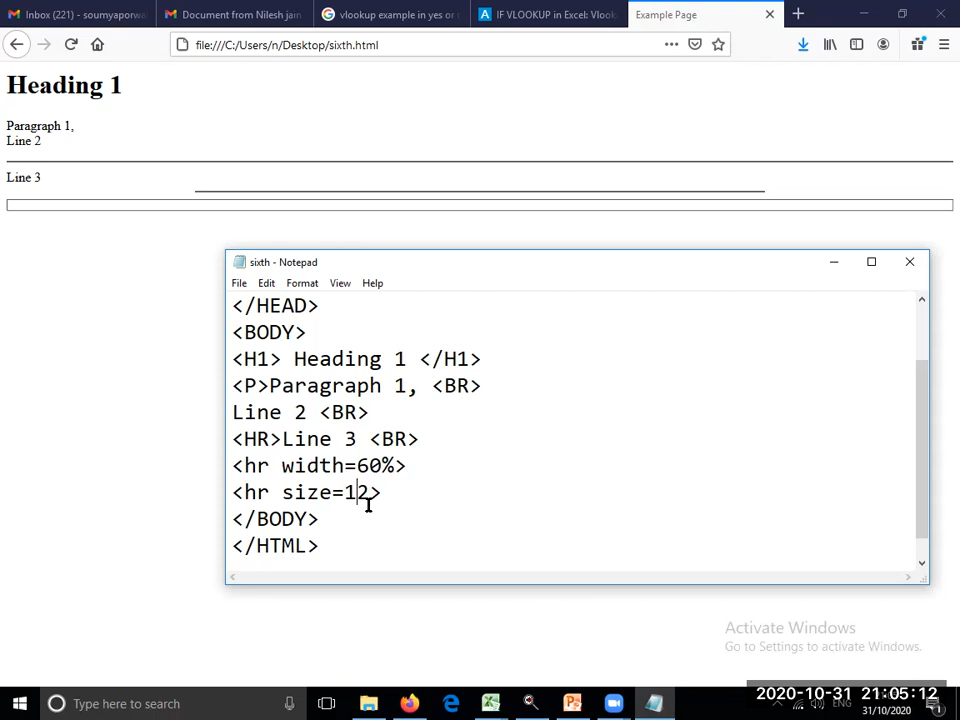 Inbox (221) - soumyaporwa
Document from Nilesh jain
vlookup example in yes or
IF VLOOKUP in Excel: Vlook
Example Page
file:///C:/Users/n/Desktop/sixth.html
Heading 1
Paragraph 1,
Line 2
Line 3
sixth - Notepad
File Edit Format View Help
</HEAD>
<BODY>
<H1> Heading 1 </H1>
<P>Paragraph 1, <BR>
Line 2 <BR>
<HR>Line 3 <BR>
<hr width=60%>
<hr size=12>
</BODY>
</HTML>
Activate Windows
Go to Settings to activate Windows.
Type here to search
2020-10-31 21:05:12
ENG
31/10/2020